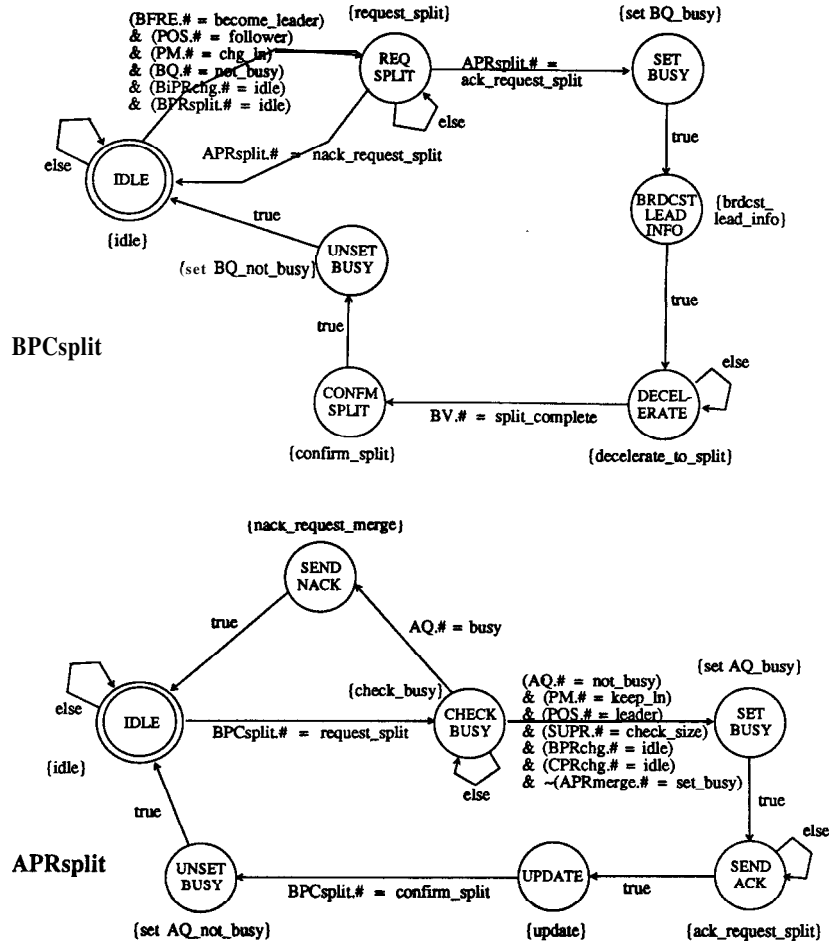 (BFRE.# = become_leader)
& (POS.# = follower)
& (PM.# = chg_in)
& (BQ.# = not_busy)
& (BiPRchg.# = idle)
& (BPRsplit.# = idle)
{request_split}
REQ
SPLIT
else
APRsplit.# =
ack_request_split
{set BQ_busy}
SET
BUSY
true
else
IDLE
{idle}
APRsplit.# = nack_request_split
true
UNSET
BUSY
{set BQ_not_busy}
BRDCST
LEAD
INFO
{brdcst_
lead_info}
true
true
BPCsplit
CONFM
SPLIT
{confirm_split}
BV.# = split_complete
DECEL-
ERATE
else
{decelerate_to_split}
{nack_request_merge}
SEND
NACK
true
AQ.# = busy
else
IDLE
{idle}
BPCsplit.# = request_split
{check_busy}
CHECK
BUSY
else
(AQ.# = not_busy)
& (PM.# = keep_in)
& (POS.# = leader)
& (SUPR.# = check_size)
& (BPRchg.# = idle)
& (CPRchg.# = idle)
& ~(APRmerge.# = set_busy)
{set AQ_busy}
SET
BUSY
true
true
APRsplit
UNSET
BUSY
{set AQ_not_busy}
BPCsplit.# = confirm_split
UPDATE
{update}
true
SEND
ACK
else
{ack_request_split}